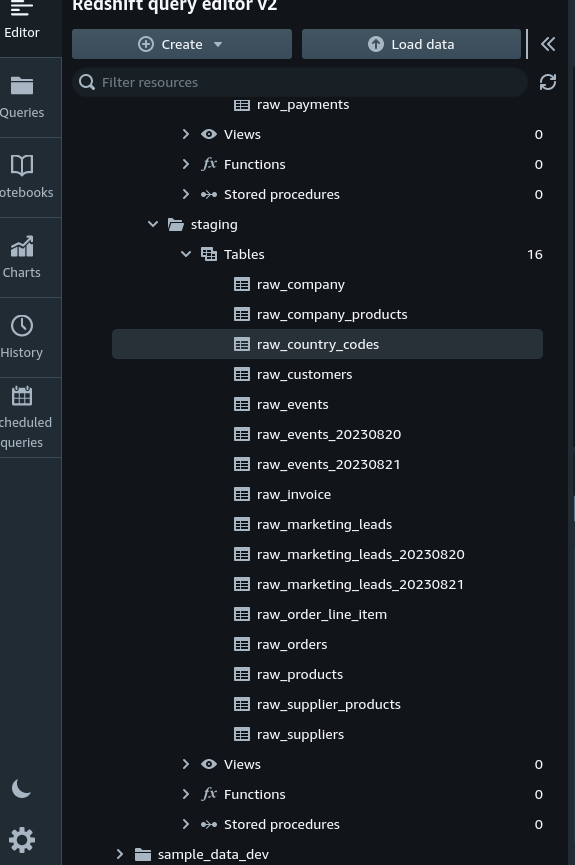 Redshift query editor v2
Editor
Create
Load data
Filter resources
Queries
raw_payments
Views 0
Functions 0
otebooks
Stored procedures 0
staging
Tables 16
Charts
raw_company
raw_company_products
raw_country_codes
History
raw_customers
raw_events
cheduled
queries
raw_events_20230820
raw_events_20230821
raw_invoice
raw_marketing_leads
raw_marketing_leads_20230820
raw_marketing_leads_20230821
raw_order_line_item
raw_orders
raw_products
raw_supplier_products
raw_suppliers
Views 0
Functions 0
Stored procedures 0
sample_data_dev